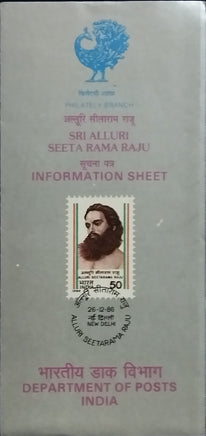 फिलैटली शाखा
PHILATELY BRANCH
अल्लूरि सीताराम राजू
SRI ALLURI
SEETA RAMA RAJU
सूचना पत्र
INFORMATION SHEET
अल्लूरि सीताराम राजू
ALLURI SEETARAMA RAJU
भारत 50
INDIA
अल्लूरि सीताराम राजू
26-12-86
नई दिल्ली
NEW DELHI
ALLURI SEETARAMA RAJU
भारतीय डाक विभाग
DEPARTMENT OF POSTS
INDIA